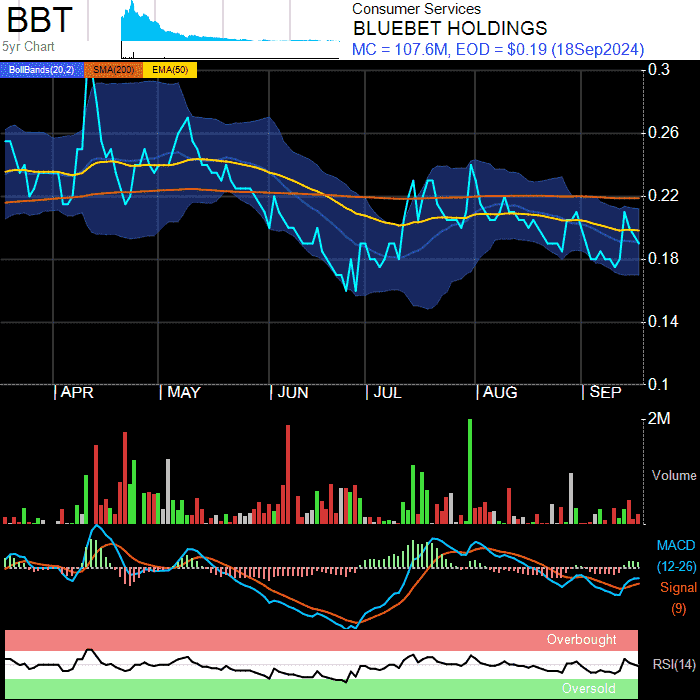 BBT
5yr Chart
Consumer Services
BLUEBET HOLDINGS
MC = 107.6M, EOD = $0.19 (18Sep2024)
BollBands(20,2) SMA(200) EMA(50)
0.3
0.26
0.22
0.18
0.14
0.1
APR MAY JUN JUL AUG SEP
2M
Volume
MACD
(12-26)
Signal
(9)
Overbought
RSI(14)
Oversold